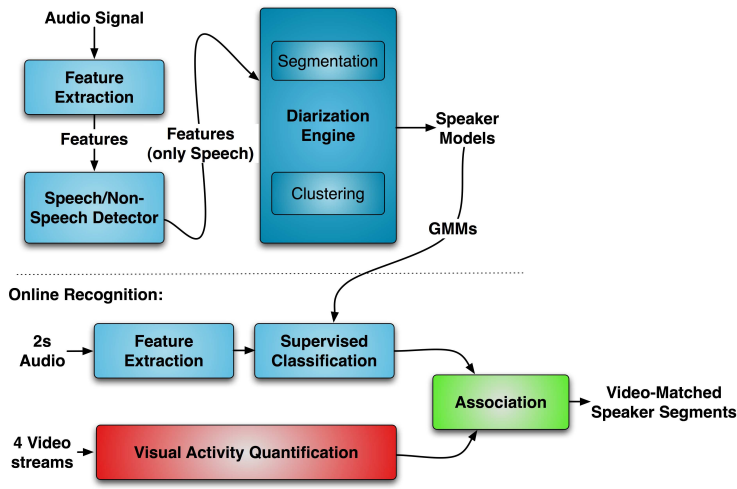 Audio Signal
Feature
Extraction
Features
Speech/Non-
Speech Detector
Features
(only Speech)
Segmentation
Diarization
Engine
Clustering
Speaker
Models
GMMs
Online Recognition:
2s
Audio
Feature
Extraction
Supervised
Classification
Association
Video-Matched
Speaker Segments
4 Video
streams
Visual Activity Quantification